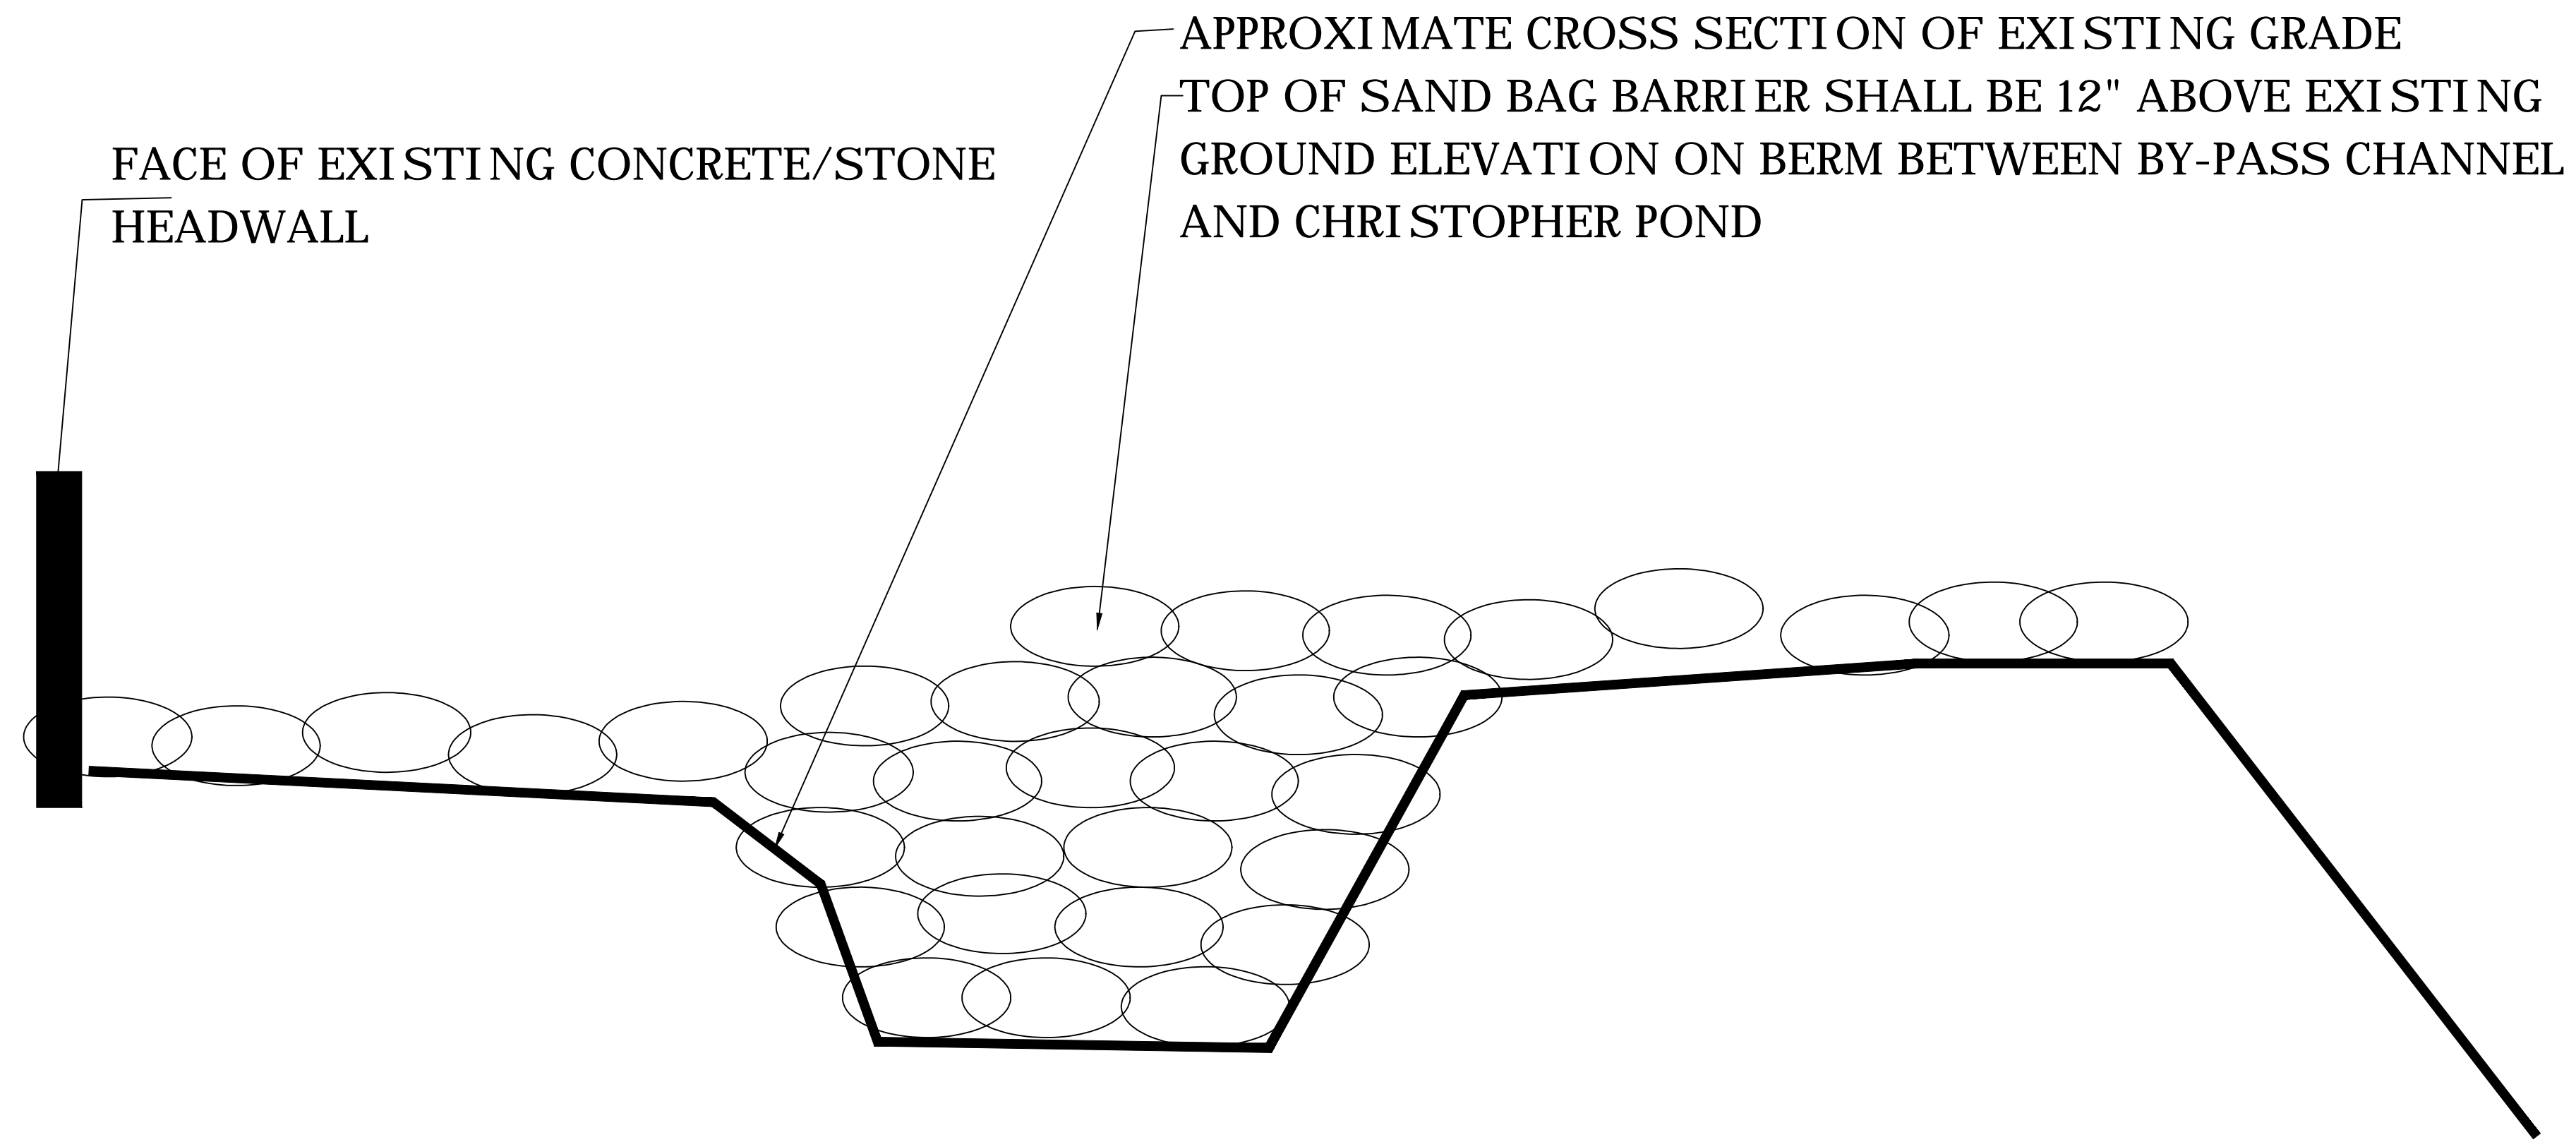 APPROXIMATE CROSS SECTION OF EXISTING GRADE
TOP OF SAND BAG BARRIER SHALL BE 12" ABOVE EXISTING
GROUND ELEVATION ON BERM BETWEEN BY-PASS CHANNEL
AND CHRISTOPHER POND
FACE OF EXISTING CONCRETE/STONE
HEADWALL